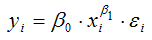 y_i = β_0 · x_i^{β_1} · ε_i